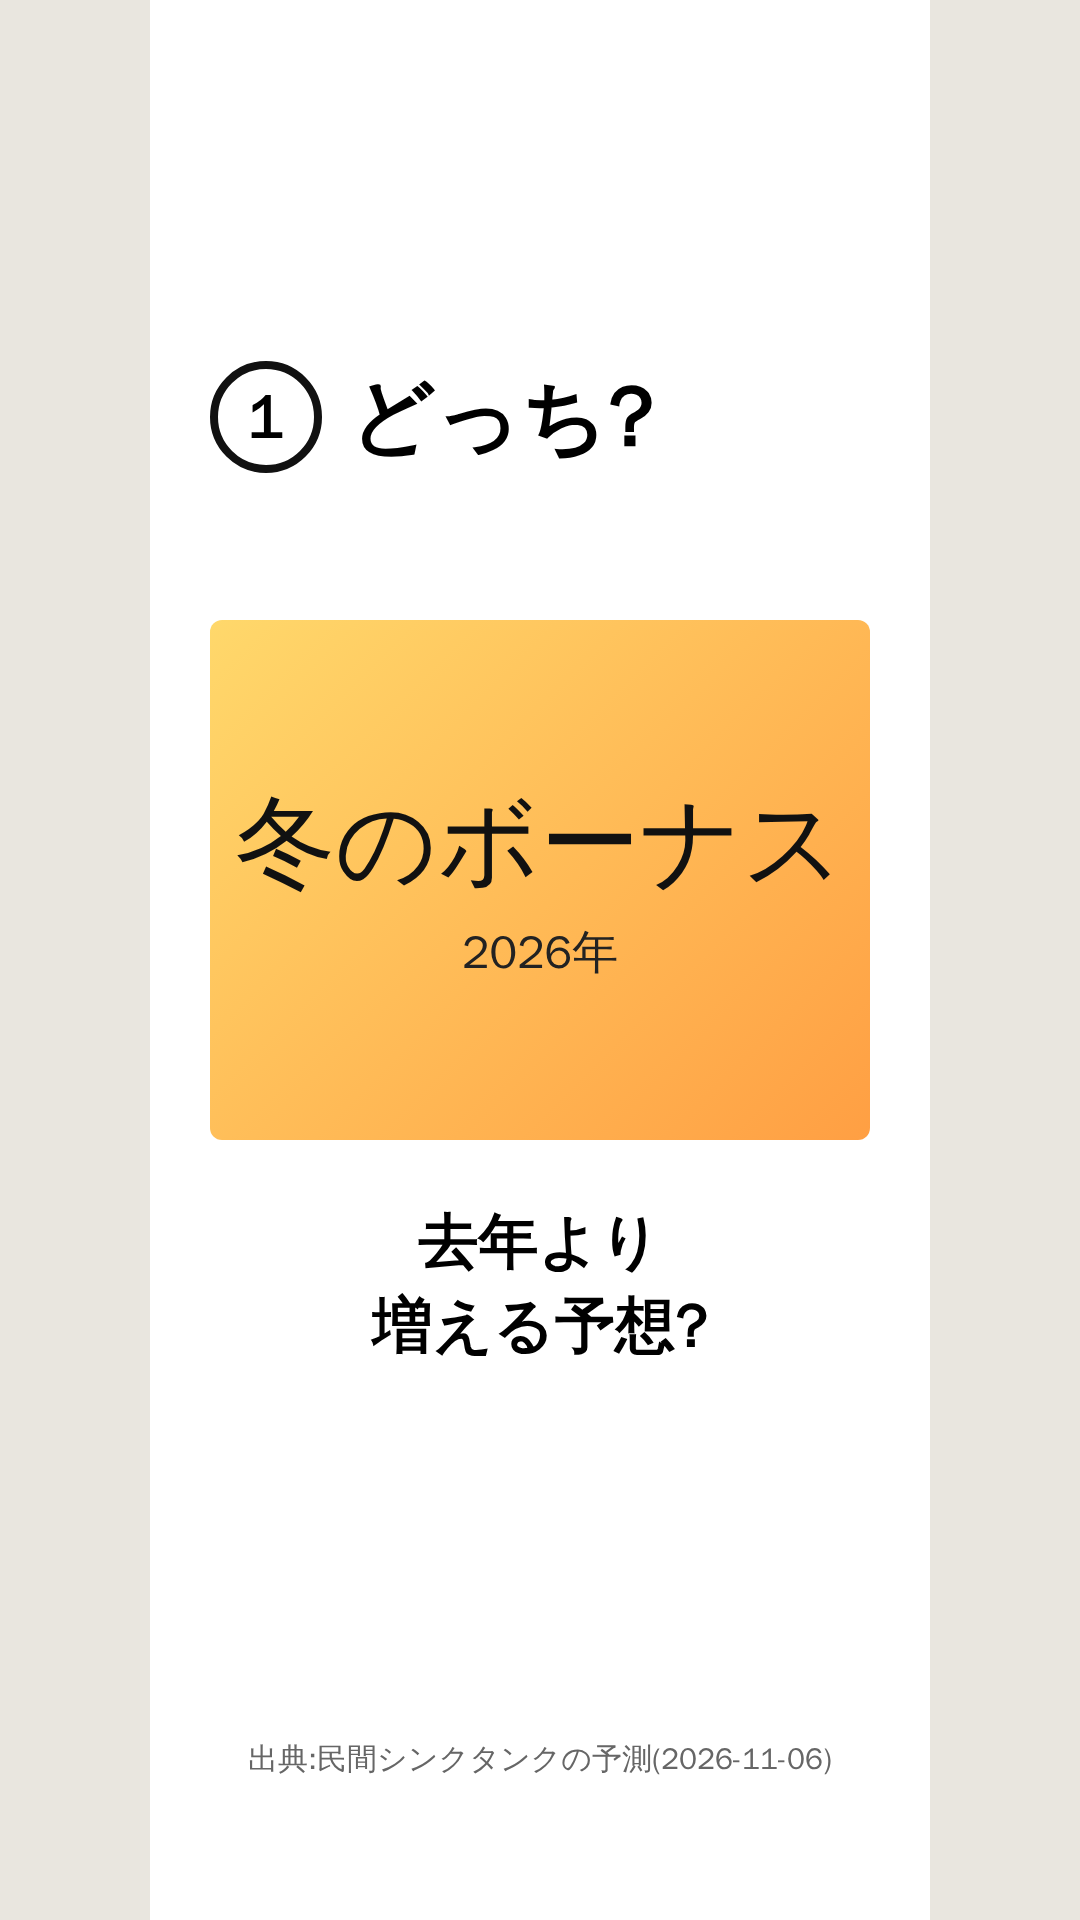 1 どっち?
冬のボーナス
2026年
去年より
増える予想?
出典:民間シンクタンクの予測(2026-11-06)